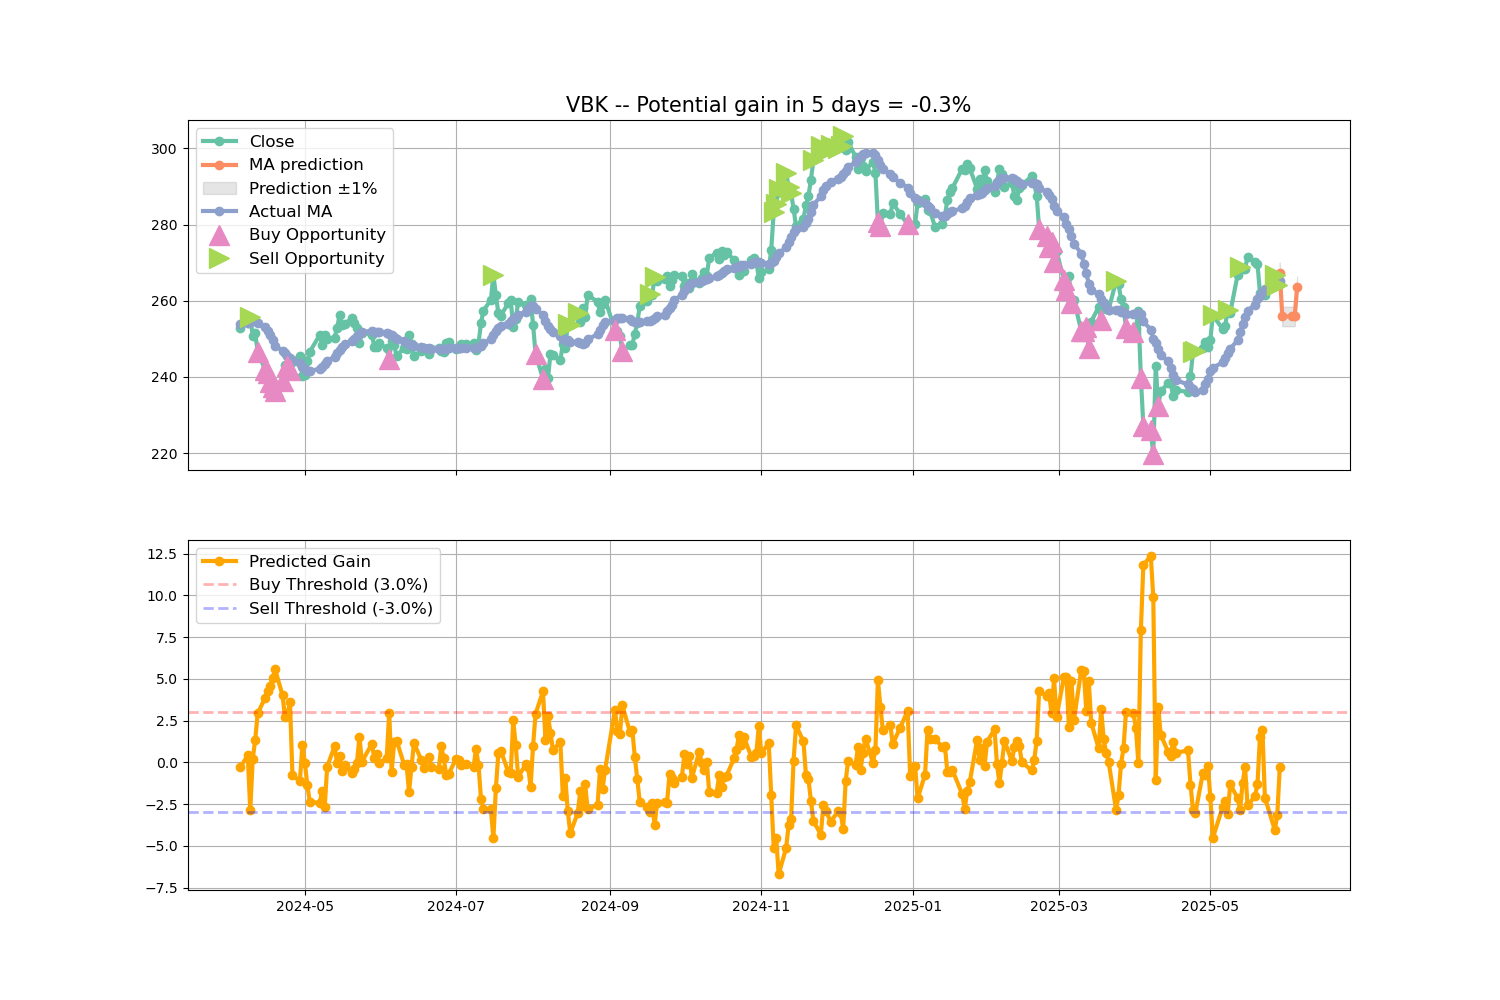 VBK -- Potential gain in 5 days = -0.3%
Close
MA prediction
Prediction ±1%
Actual MA
Buy Opportunity
Sell Opportunity
300
280
260
240
220
Predicted Gain
Buy Threshold (3.0%)
Sell Threshold (-3.0%)
12.5
10.0
7.5
5.0
2.5
0.0
−2.5
−5.0
−7.5
2024-05 2024-07 2024-09 2024-11 2025-01 2025-03 2025-05